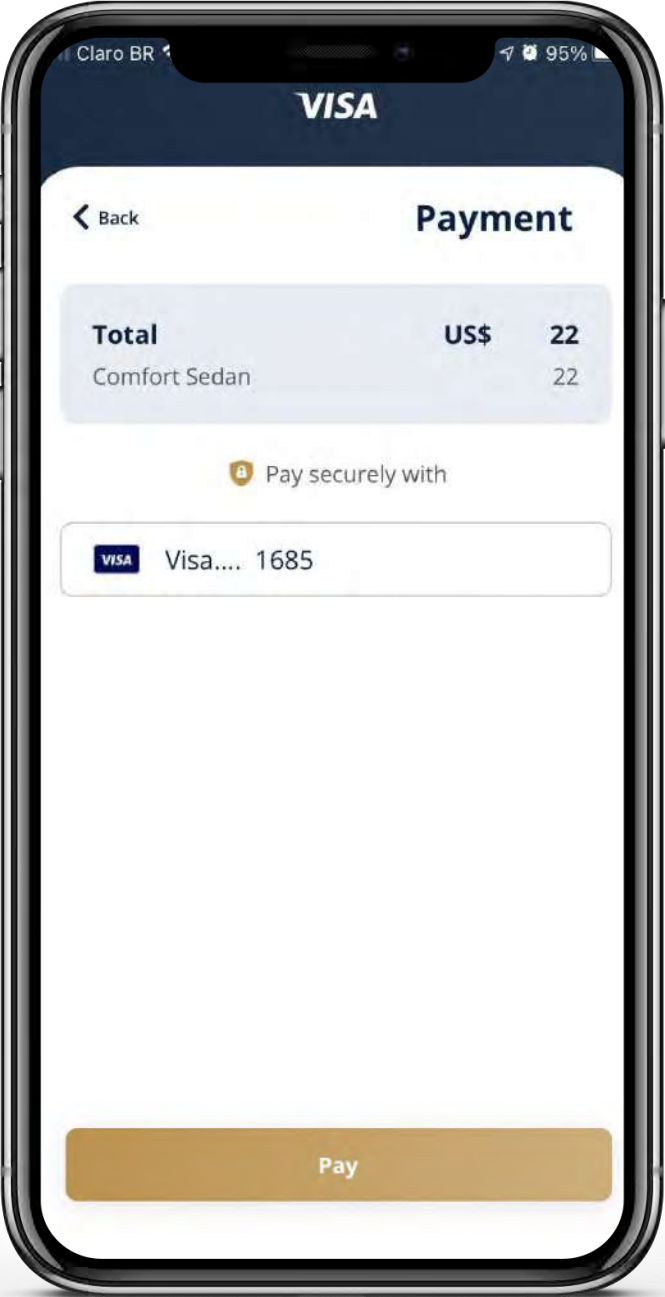 Claro BR 95%
VISA
Back Payment
Total US$ 22
Comfort Sedan 22
Pay securely with
VISA Visa.... 1685
Pay